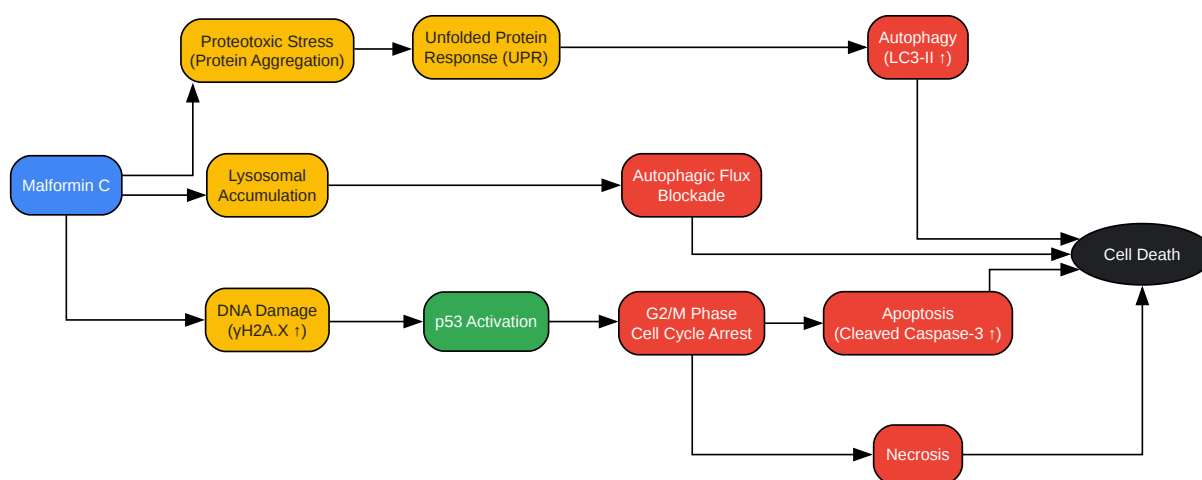 Proteotoxic Stress
(Protein Aggregation)
Unfolded Protein
Response (UPR)
Autophagy
(LC3-II ↑)
Malformin C
Lysosomal
Accumulation
Autophagic Flux
Blockade
Cell Death
DNA Damage
(γH2A.X ↑)
p53 Activation
G2/M Phase
Cell Cycle Arrest
Apoptosis
(Cleaved Caspase-3 ↑)
Necrosis